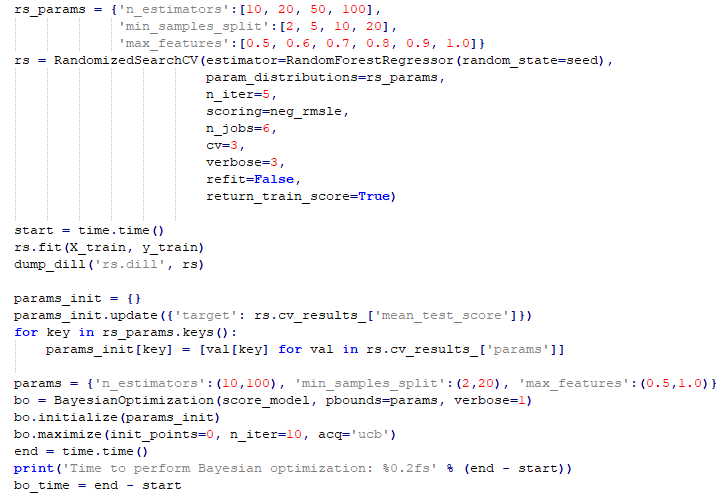 rs_params = {'n_estimators':[10, 20, 50, 100],
'min_samples_split':[2, 5, 10, 20],
'max_features':[0.5, 0.6, 0.7, 0.8, 0.9, 1.0]}
rs = RandomizedSearchCV(estimator=RandomForestRegressor(random_state=seed),
param_distributions=rs_params,
n_iter=5,
scoring=neg_rmsle,
n_jobs=6,
cv=3,
verbose=3,
refit=False,
return_train_score=True)
start = time.time()
rs.fit(X_train, y_train)
dump_dill('rs.dill', rs)
params_init = {}
params_init.update({'target': rs.cv_results_['mean_test_score']})
for key in rs_params.keys():
params_init[key] = [val[key] for val in rs.cv_results_['params']]
params = {'n_estimators':(10,100), 'min_samples_split':(2,20), 'max_features':(0.5,1.0)}
bo = BayesianOptimization(score_model, pbounds=params, verbose=1)
bo.initialize(params_init)
bo.maximize(init_points=0, n_iter=10, acq='ucb')
end = time.time()
print('Time to perform Bayesian optimization: %0.2fs' % (end - start))
bo_time = end - start